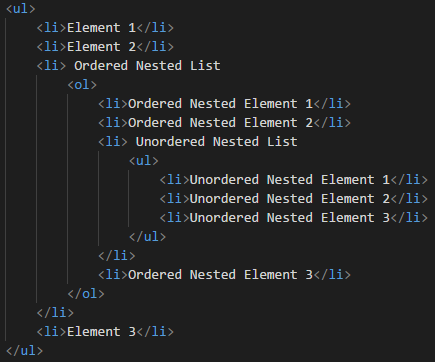 <ul>
    <li>Element 1</li>
    <li>Element 2</li>
    <li> Ordered Nested List
        <ol>
            <li>Ordered Nested Element 1</li>
            <li>Ordered Nested Element 2</li>
            <li> Unordered Nested List
                <ul>
                    <li>Unordered Nested Element 1</li>
                    <li>Unordered Nested Element 2</li>
                    <li>Unordered Nested Element 3</li>
                </ul>
            </li>
            <li>Ordered Nested Element 3</li>
        </ol>
    </li>
    <li>Element 3</li>
</ul>